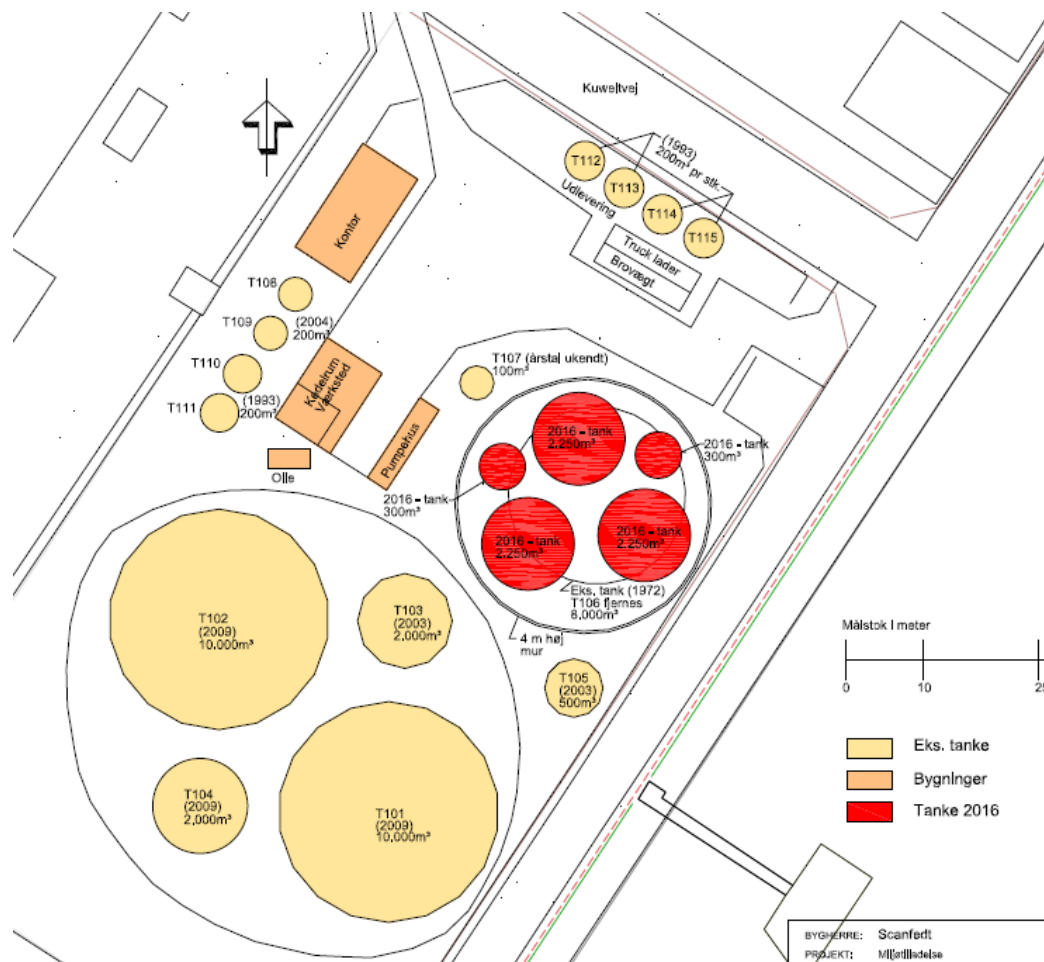 Kuweitvej
(1993)
200m³ pr stk.
T112
T113
T114
T115
Udlevering
Truck lader
Brovægt
Kontor
T108
T109
(2004)
200m³
T110
T111
(1993)
200m³
Kedelrum
Værksted
Pumpehus
Olie
T107 (årstal ukendt)
100m³
2016 - tank
2.250m³
2016 - tank
300m³
2016 - tank
300m³
2016 - tank
2.250m³
2016 - tank
2.250m³
Eks. tank (1972)
T106 fjernes
6,000m³
4 m høj
mur
T102
(2009)
10,000m³
T103
(2003)
2,000m³
T105
(2003)
500m³
T104
(2009)
2,000m³
T101
(2009)
10,000m³
Målstok i meter
0 10 25
Eks. tanke
Bygninger
Tanke 2016
BYGHERRE: Scanfedt
PROJEKT: Miljøtilladelse